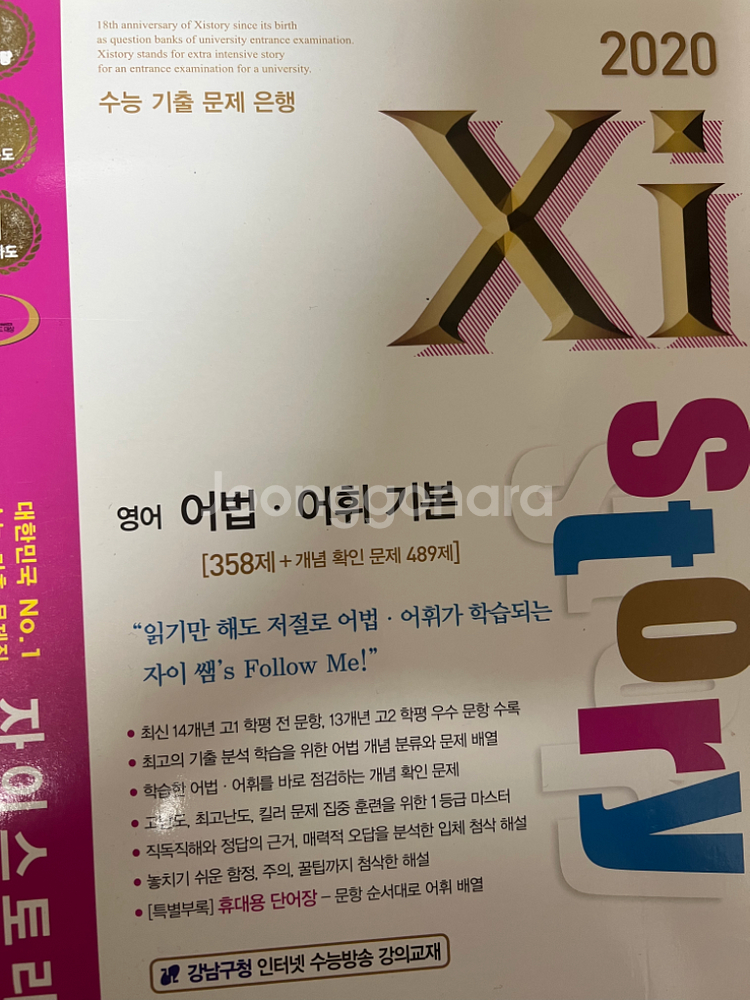 18th anniversary of Xistory since its birth
as question banks of university entrance examination.
Xistory stands for extra intensive story
for an entrance examination for a university.
수능 기출 문제 은행
2020
Xi
story
영어 어법·어휘 기본
[358제 + 개념 확인 문제 489제]
“읽기만 해도 저절로 어법·어휘가 학습되는
자이 쌤's Follow Me!”
• 최신 14개년 고1 학평 전 문항, 13개년 고2 학평 우수 문항 수록
• 최고의 기출 분석 학습을 위한 어법 개념 분류와 문제 배열
• 학습한 어법·어휘를 바로 점검하는 개념 확인 문제
• 고난도, 최고난도, 킬러 문제 집중 훈련을 위한 1등급 마스터
• 직독직해와 정답의 근거, 매력적 오답을 분석한 입체 첨삭 해설
• 놓치기 쉬운 함정, 주의, 꿀팁까지 첨삭한 해설
• [특별부록] 휴대용 단어장 – 문항 순서대로 어휘 배열
강남구청 인터넷 수능방송 강의교재
대한민국 No.1
자이스토리
Joonggonara